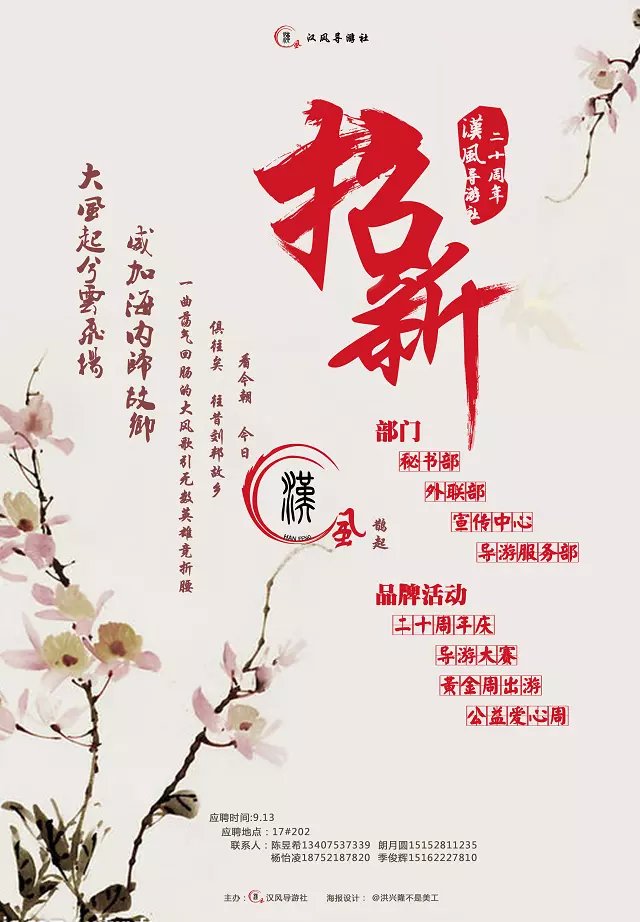 汉风导游社
招新
二十周年
漢風导游社
大風起兮雲飛揚
威加海内歸故鄉
一曲荡气回肠的大风歌引无数英雄竞折腰
俱往矣 往昔刘邦故乡
看今朝 今日
漢
HAN FENG
風
鹊起
部门
秘书部
外联部
宣传中心
导游服务部
品牌活动
二十周年庆
导游大赛
黄金周出游
公益爱心周
应聘时间:9.13
应聘地点：17#202
联系人：陈昱希13407537339 朗月圆15152811235
杨怡凌18752187820 季俊辉15162227810
主办：汉风导游社 海报设计： @洪兴隆不是美工